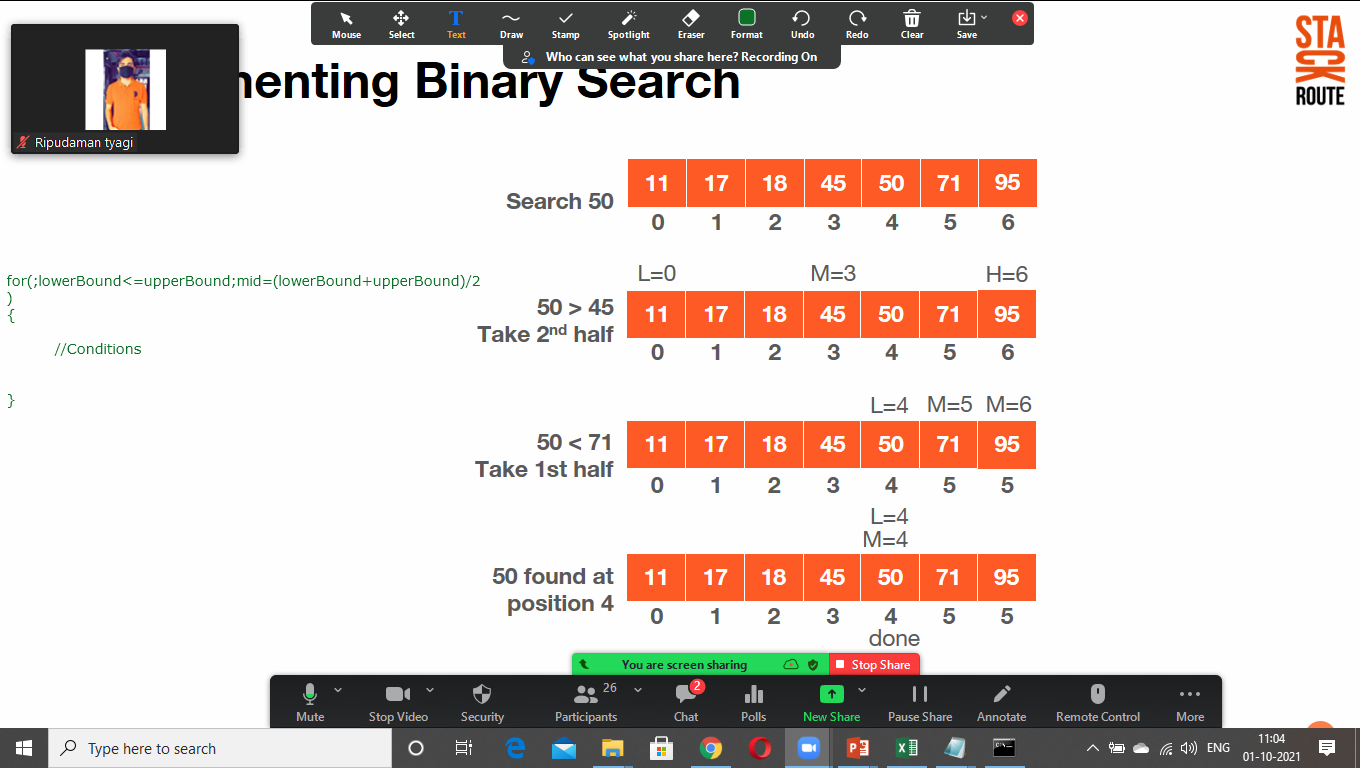 Mouse Select Text Draw Stamp Spotlight Eraser Format Undo Redo Clear Save
Who can see what you share here? Recording On
Ripudaman tyagi
nenting Binary Search
STA
CK
ROUTE
Search 50
11 17 18 45 50 71 95
0 1 2 3 4 5 6
for(;lowerBound<=upperBound;mid=(lowerBound+upperBound)/2
)
{
//Conditions
}
L=0 M=3 H=6
50 > 45
Take 2nd half
11 17 18 45 50 71 95
0 1 2 3 4 5 6
L=4 M=5 M=6
50 < 71
Take 1st half
11 17 18 45 50 71 95
0 1 2 3 4 5 5
L=4
M=4
50 found at
position 4
11 17 18 45 50 71 95
0 1 2 3 4 5 5
done
You are screen sharing Stop Share
26 2
Mute Stop Video Security Participants Chat Polls New Share Pause Share Annotate Remote Control More
Type here to search
ENG
11:04
01-10-2021